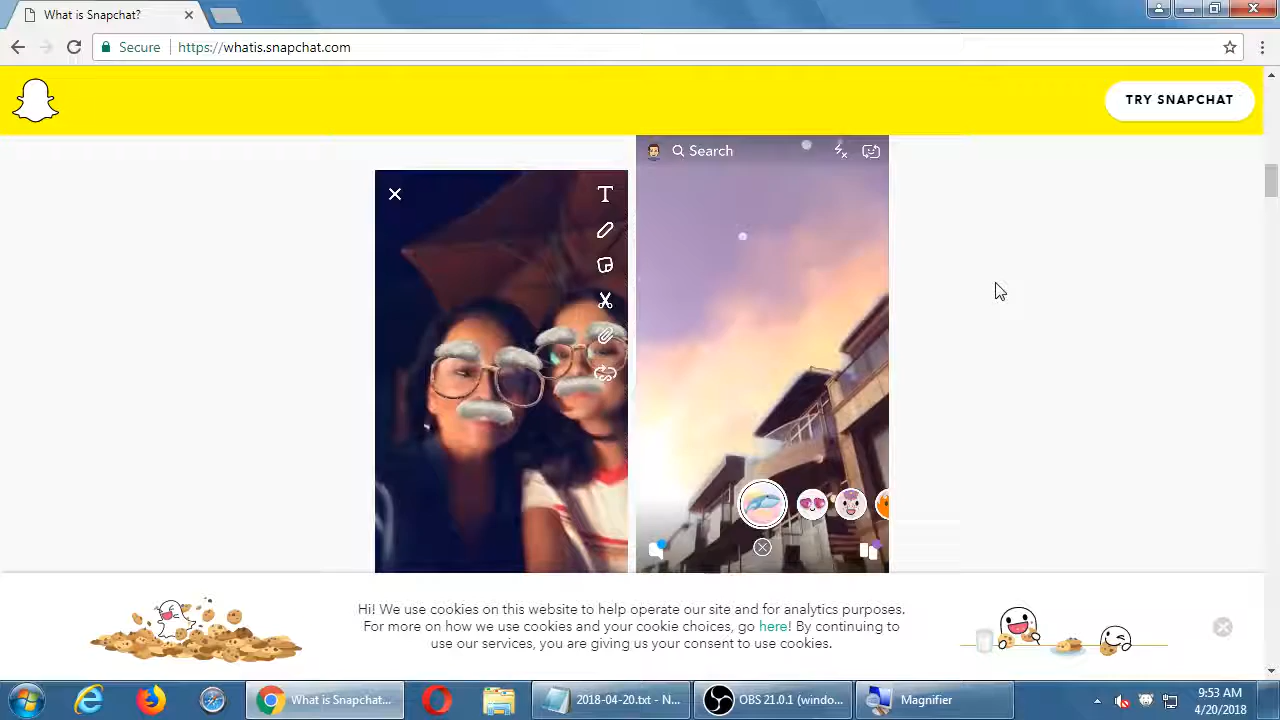 What is Snapchat?
Secure
https://whatis.snapchat.com
TRY SNAPCHAT
T
Search
Hi! We use cookies on this website to help operate our site and for analytics purposes.
For more on how we use cookies and your cookie choices, go here! By continuing to
use our services, you are giving us your consent to use cookies.
What is Snapchat...
2018-04-20.txt - N...
OBS 21.0.1 (windo...
Magnifier
9:53 AM
4/20/2018